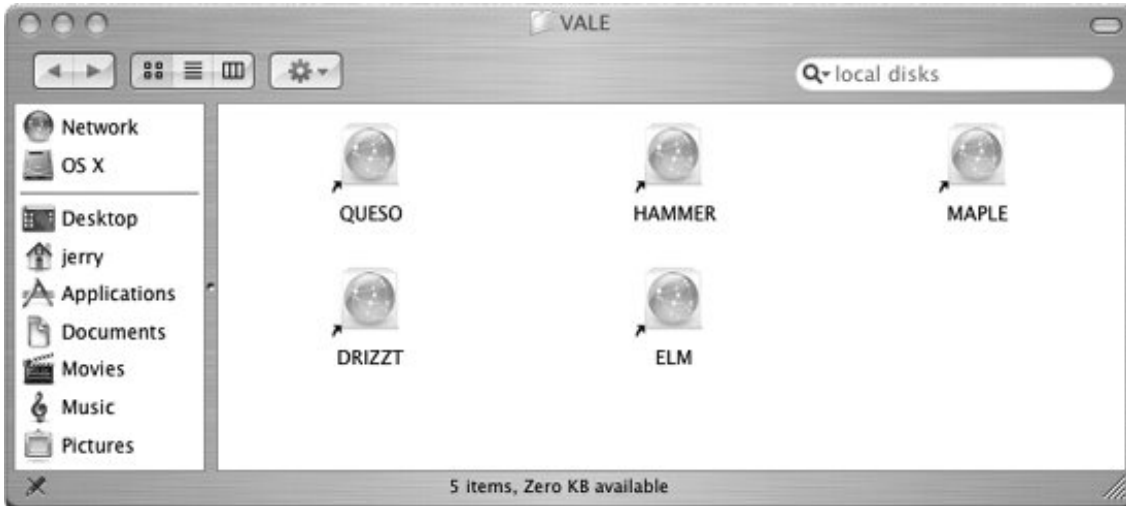 VALE
local disks
Network
OS X
Desktop
jerry
Applications
Documents
Movies
Music
Pictures
QUESO
HAMMER
MAPLE
DRIZZT
ELM
5 items, Zero KB available